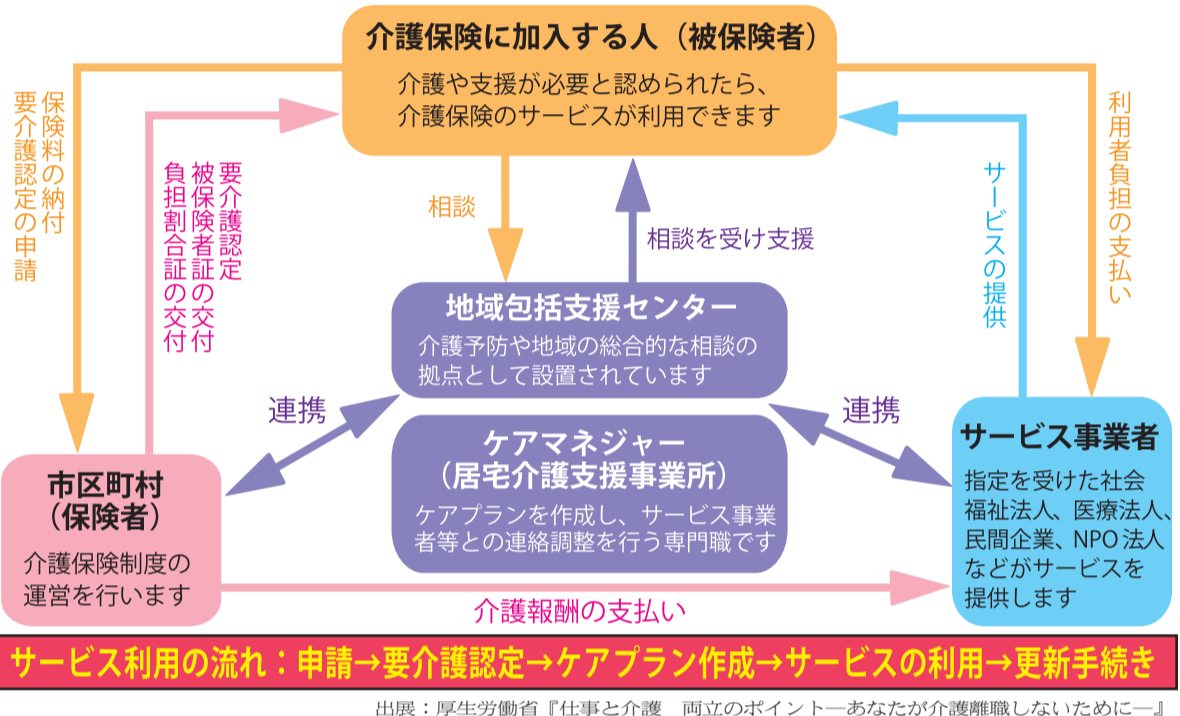 介護保険に加入する人（被保険者）
介護や支援が必要と認められたら、
介護保険のサービスが利用できます
保険料の納付
要介護認定の申請
要介護認定
被保険者証の交付
負担割合証の交付
相談
相談を受け支援
サービスの提供
利用者負担の支払い
地域包括支援センター
介護予防や地域の総合的な相談の
拠点として設置されています
連携
連携
ケアマネジャー
（居宅介護支援事業所）
ケアプランを作成し、サービス事業
者等との連絡調整を行う専門職です
市区町村
（保険者）
介護保険制度の
運営を行います
サービス事業者
指定を受けた社会
福祉法人、医療法人、
民間企業、NPO法人
などがサービスを
提供します
介護報酬の支払い
サービス利用の流れ：申請→要介護認定→ケアプラン作成→サービスの利用→更新手続き
出展：厚生労働省『仕事と介護　両立のポイント―あなたが介護離職しないために―』